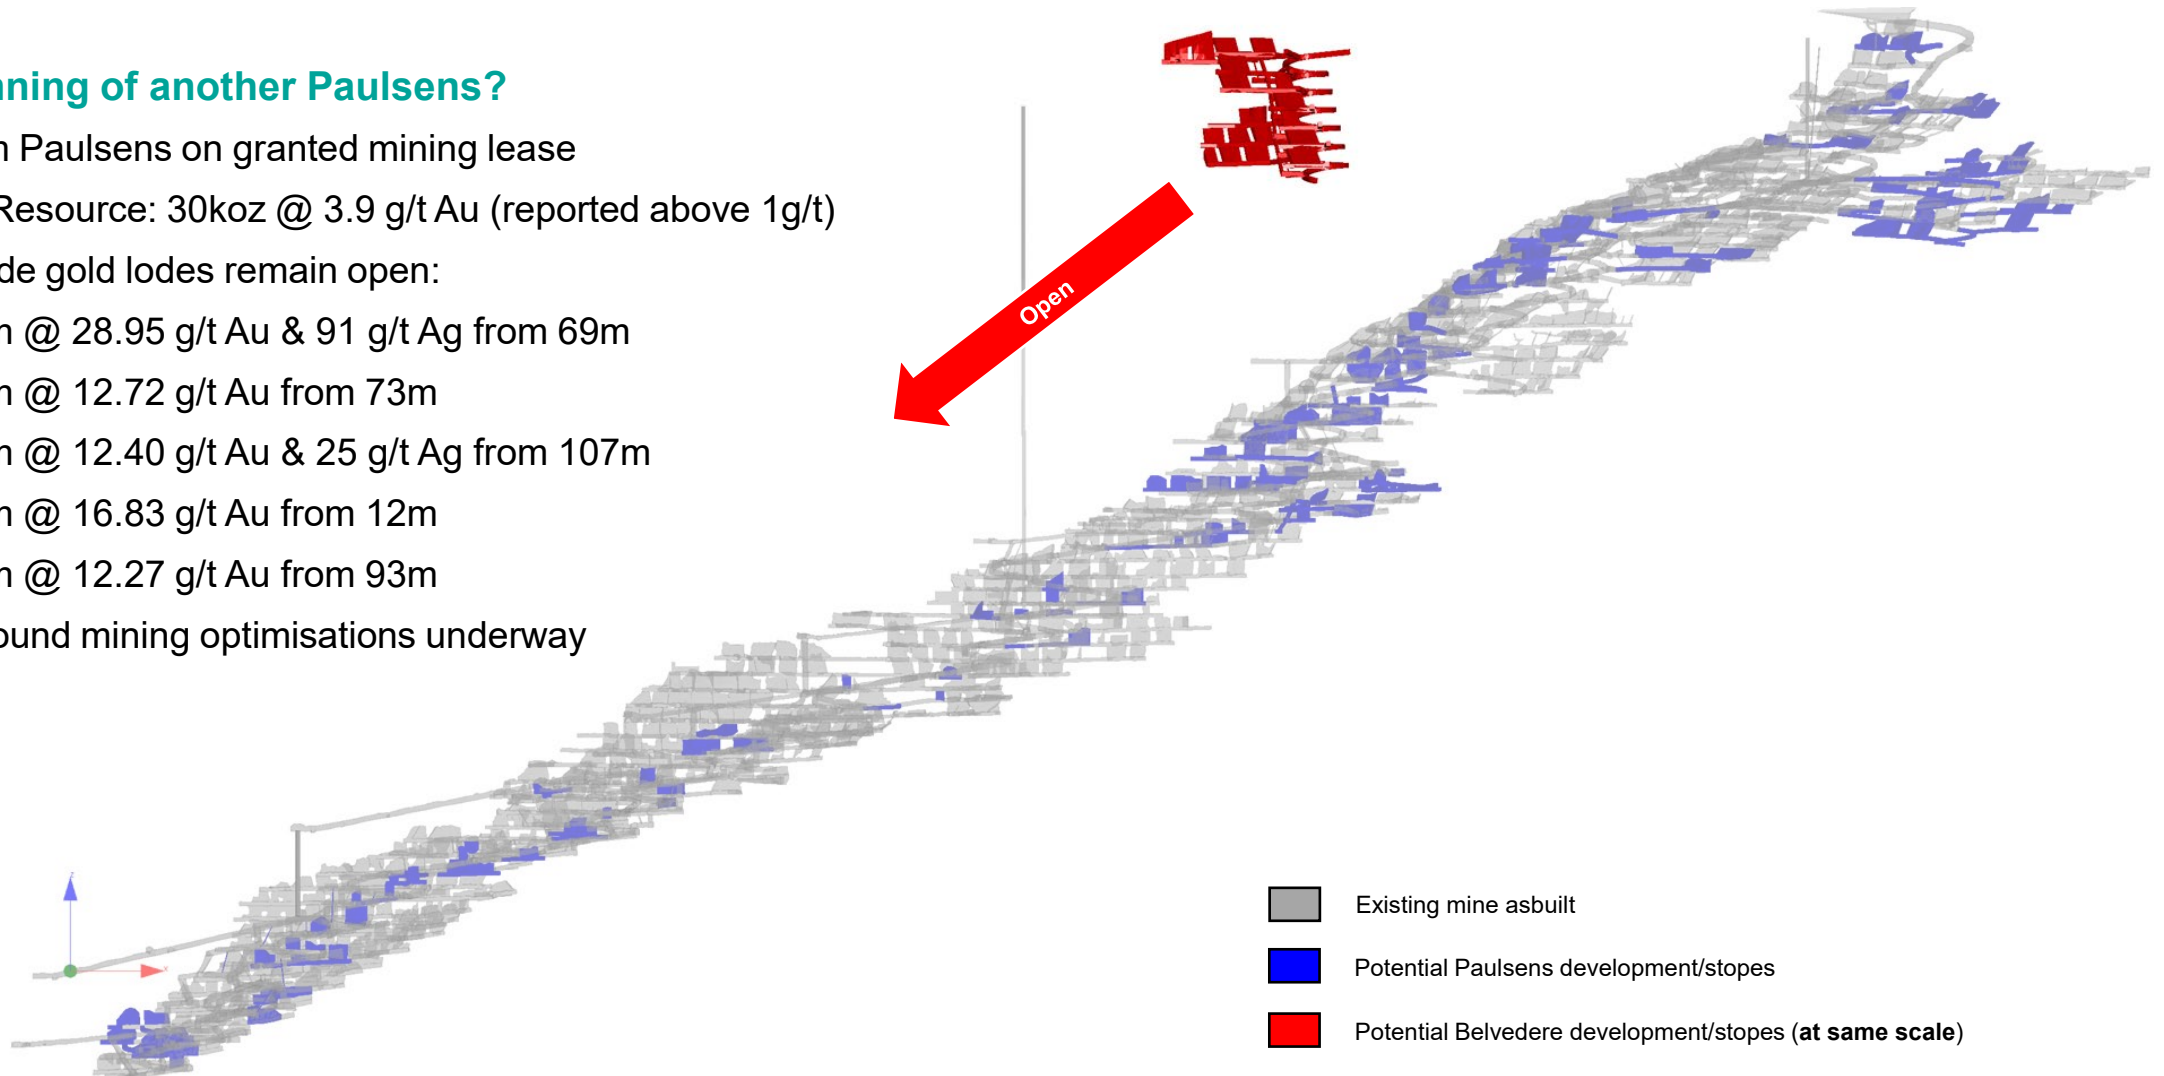 nning of another Paulsens?
n Paulsens on granted mining lease
Resource: 30koz @ 3.9 g/t Au (reported above 1g/t)
de gold lodes remain open:
m @ 28.95 g/t Au & 91 g/t Ag from 69m
m @ 12.72 g/t Au from 73m
m @ 12.40 g/t Au & 25 g/t Ag from 107m
m @ 16.83 g/t Au from 12m
m @ 12.27 g/t Au from 93m
ound mining optimisations underway
Open
z
x
Existing mine asbuilt
Potential Paulsens development/stopes
Potential Belvedere development/stopes (at same scale)